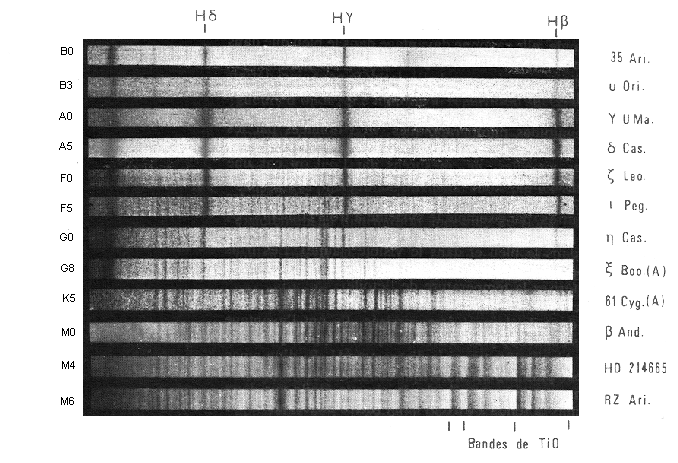 Hδ Hγ Hβ
B0 35 Ari.
B3 υ Ori.
A0 γ UMa.
A5 δ Cas.
F0 ζ Leo.
F5 ι Peg.
G0 η Cas.
G8 ξ Boo (A)
K5 61 Cyg. (A)
M0 β And.
M4 HD 214665
M6 RZ Ari.
Bandes de TiO